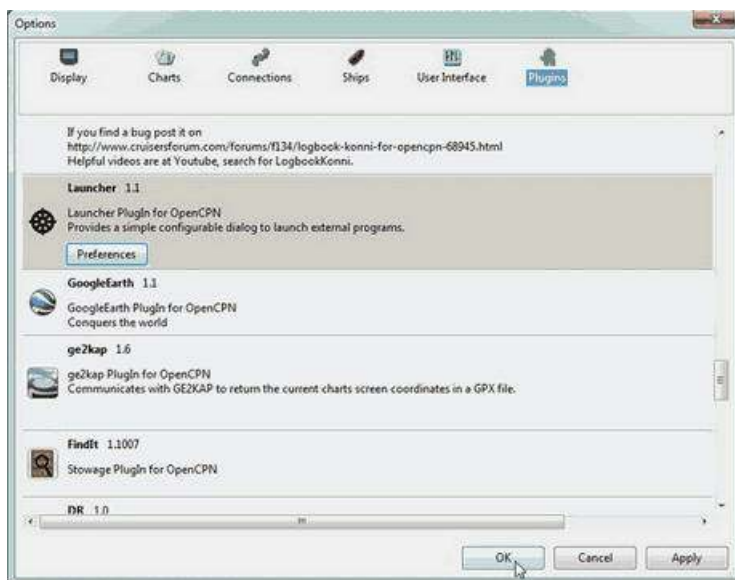 Options
Display Charts Connections Ships User Interface Plugins
If you find a bug post it on
http://www.cruisersforum.com/forums/f134/logbook-konni-for-opencpn-68945.html
Helpful videos are at Youtube, search for LogbookKonni.
Launcher 1.1
Launcher PlugIn for OpenCPN
Provides a simple configurable dialog to launch external programs.
Preferences
GoogleEarth 1.1
GoogleEarth PlugIn for OpenCPN
Conquers the world
ge2kap 1.6
ge2kap PlugIn for OpenCPN
Communicates with GE2KAP to return the current charts screen coordinates in a GPX file.
FindIt 1.1007
Stowage PlugIn for OpenCPN
DR 1.0
OK Cancel Apply